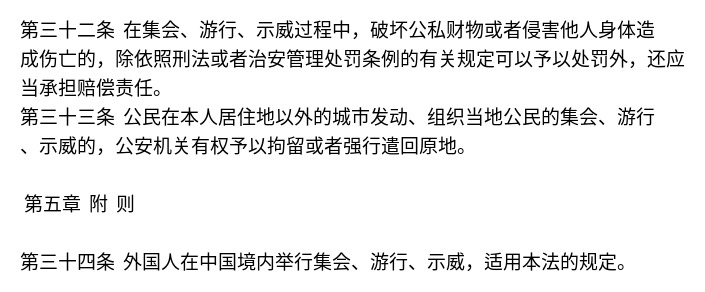 第三十二条 在集会、游行、示威过程中，破坏公私财物或者侵害他人身体造
成伤亡的，除依照刑法或者治安管理处罚条例的有关规定可以予以处罚外，还应
当承担赔偿责任。
第三十三条 公民在本人居住地以外的城市发动、组织当地公民的集会、游行
、示威的，公安机关有权予以拘留或者强行遣回原地。
第五章 附 则
第三十四条 外国人在中国境内举行集会、游行、示威，适用本法的规定。